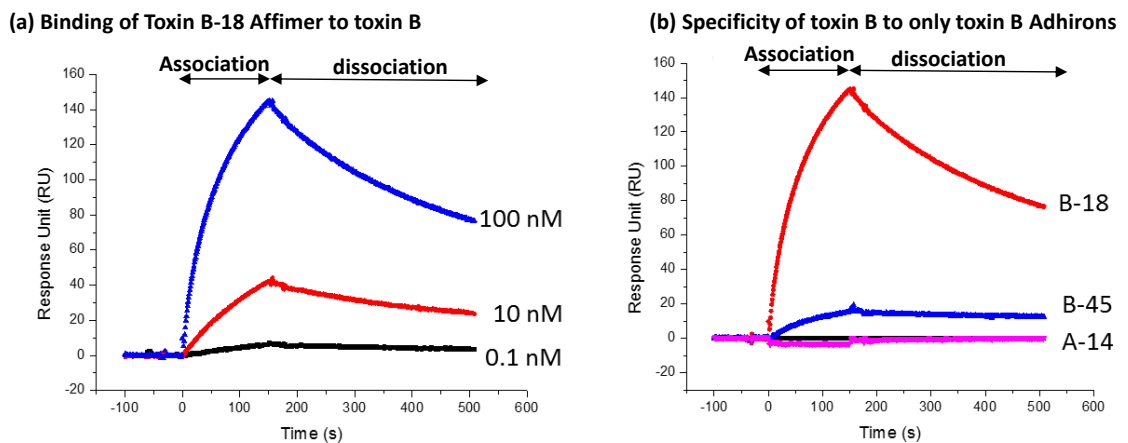 (a) Binding of Toxin B-18 Affimer to toxin B
Association
dissociation
160
140
120
100
80
60
40
20
0
-20
Response Unit (RU)
100 nM
10 nM
0.1 nM
-100
0
100
200
300
400
500
600
Time (s)
(b) Specificity of toxin B to only toxin B Adhirons
Association
dissociation
160
140
120
100
80
60
40
20
0
-20
Response Unit (RU)
B-18
B-45
A-14
-100
0
100
200
300
400
500
600
Time (s)